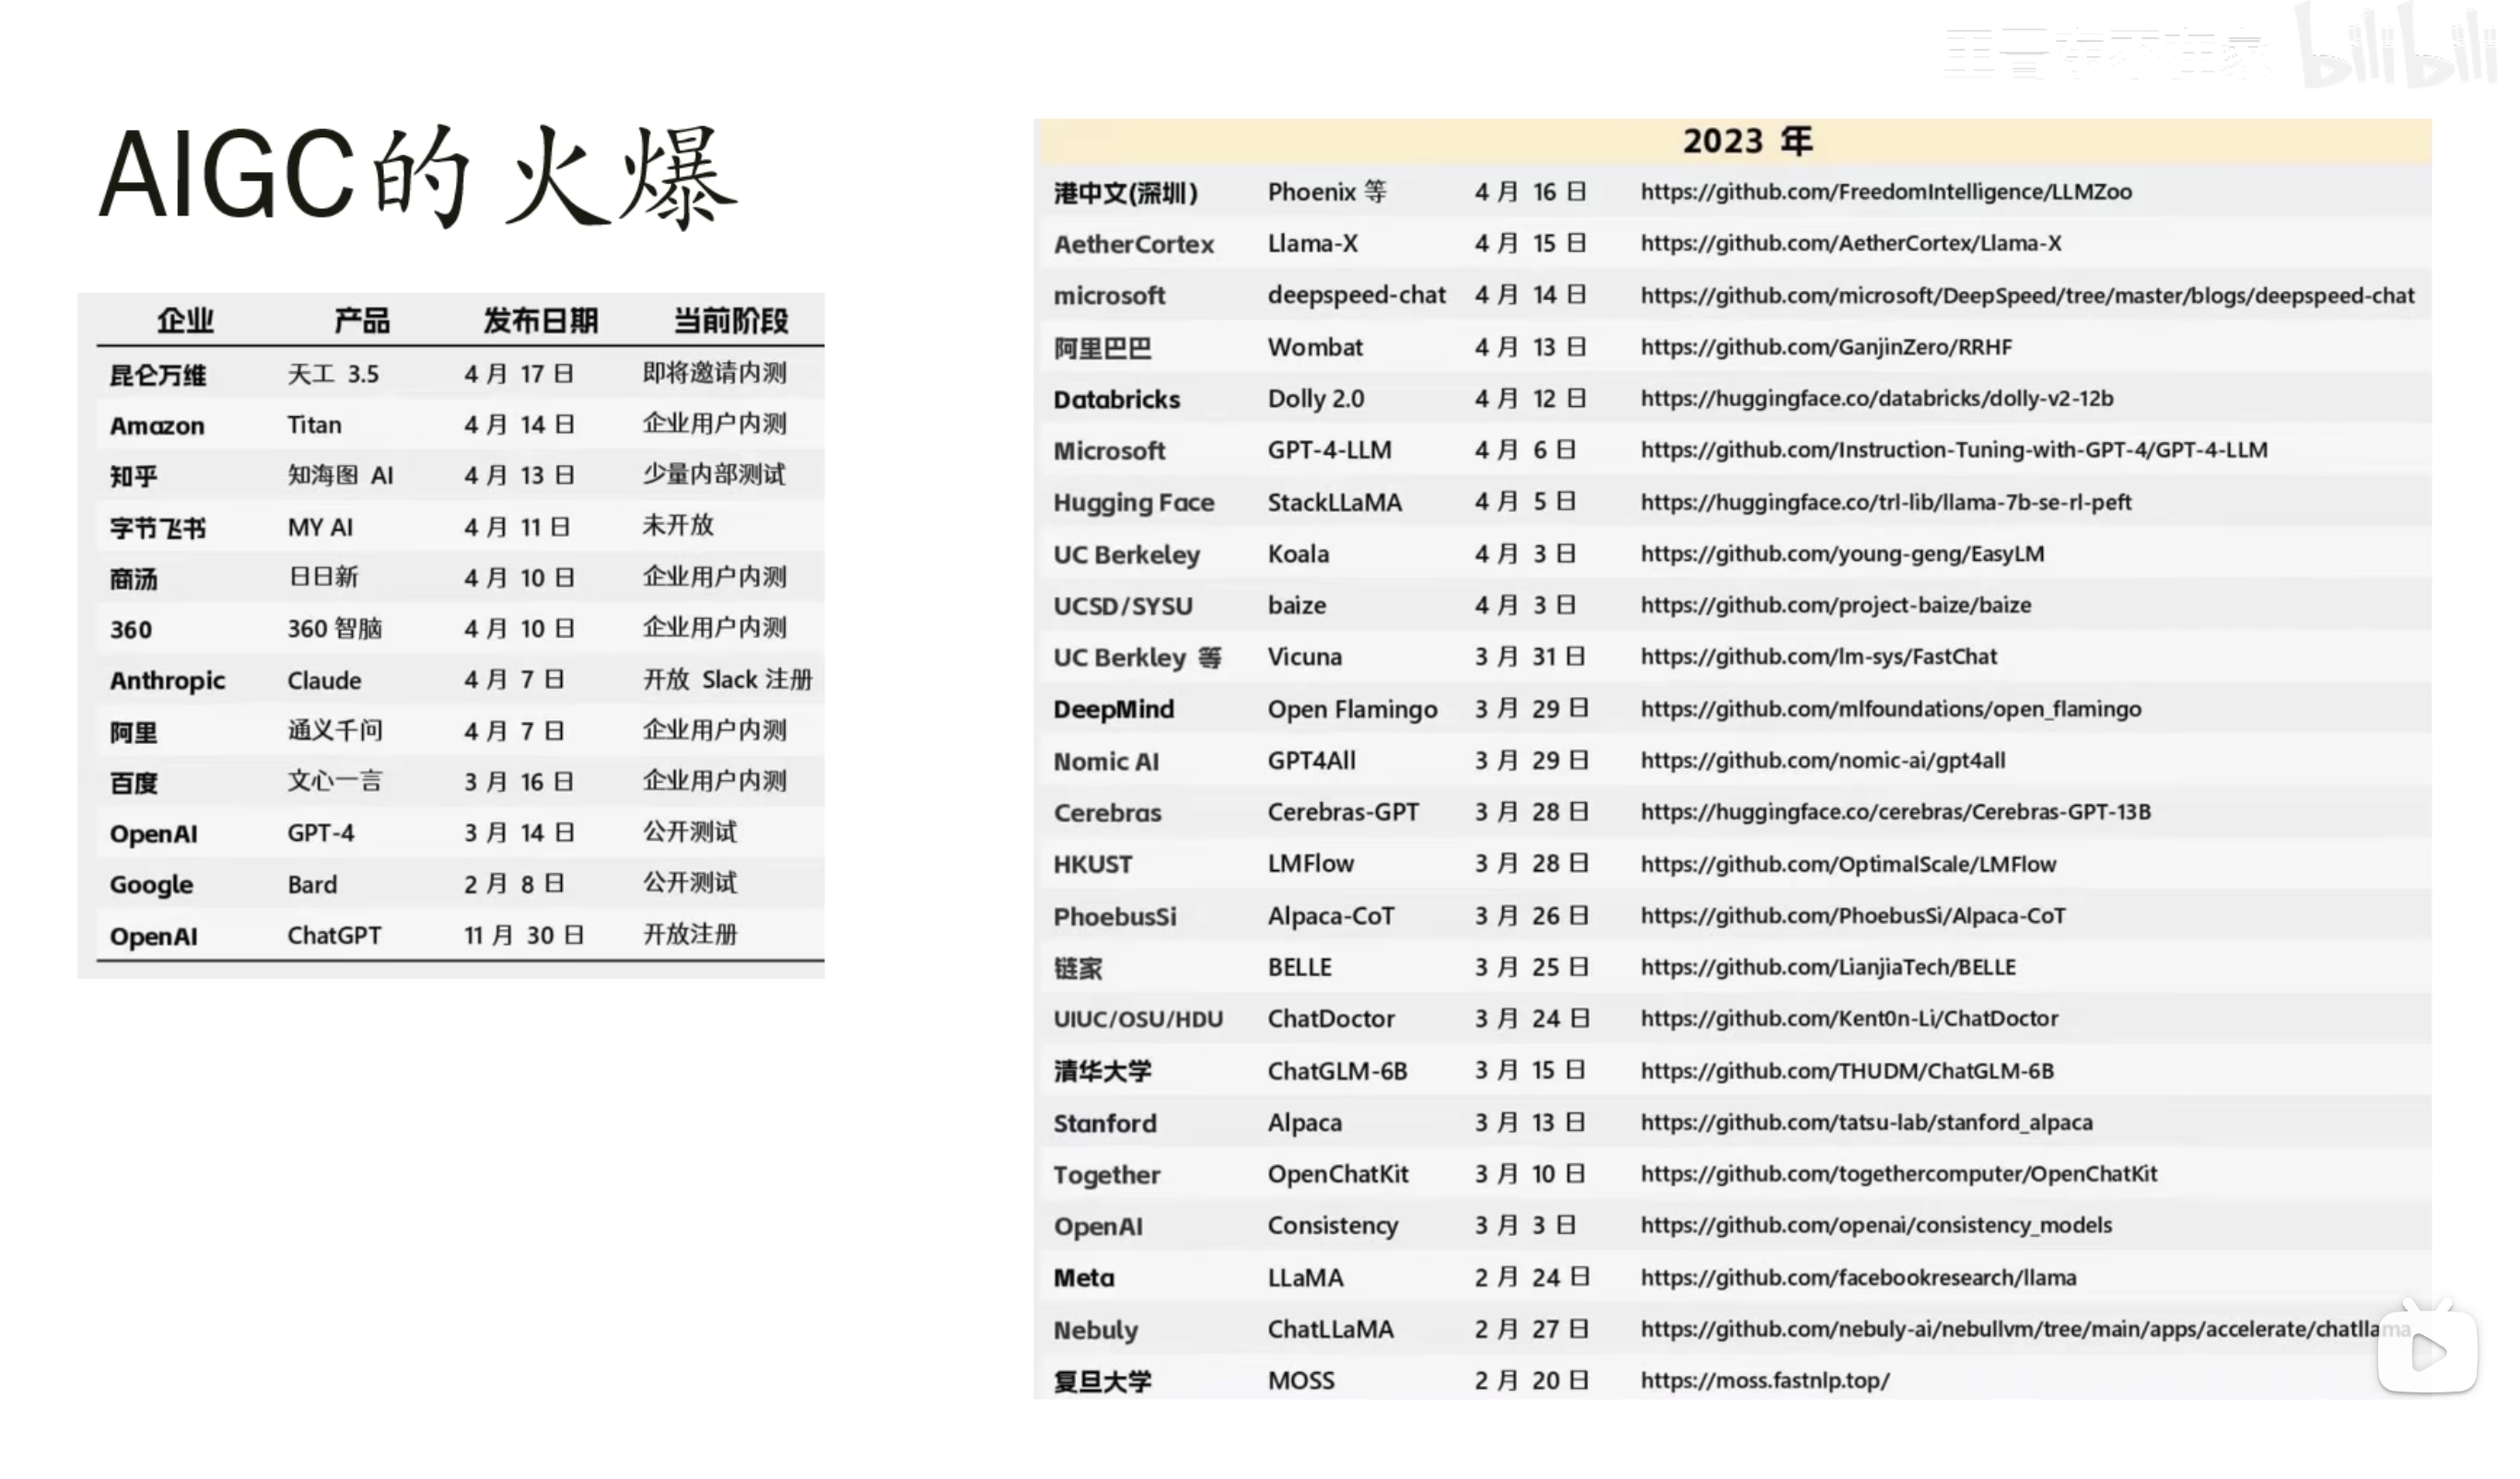 bilibili
AIGC的火爆
企业 产品 发布日期 当前阶段
昆仑万维 天工 3.5 4 月 17 日 即将邀请内测
Amazon Titan 4 月 14 日 企业用户内测
知乎 知海图 AI 4 月 13 日 少量内部测试
字节飞书 MY AI 4 月 11 日 未开放
商汤 日日新 4 月 10 日 企业用户内测
360 360 智脑 4 月 10 日 企业用户内测
Anthropic Claude 4 月 7 日 开放 Slack 注册
阿里 通义千问 4 月 7 日 企业用户内测
百度 文心一言 3 月 16 日 企业用户内测
OpenAI GPT-4 3 月 14 日 公开测试
Google Bard 2 月 8 日 公开测试
OpenAI ChatGPT 11 月 30 日 开放注册
2023 年
港中文(深圳) Phoenix 等 4 月 16 日 https://github.com/FreedomIntelligence/LLMZoo
AetherCortex Llama-X 4 月 15 日 https://github.com/AetherCortex/Llama-X
microsoft deepspeed-chat 4 月 14 日 https://github.com/microsoft/DeepSpeed/tree/master/blogs/deepspeed-chat
阿里巴巴 Wombat 4 月 13 日 https://github.com/GanjinZero/RRHF
Databricks Dolly 2.0 4 月 12 日 https://huggingface.co/databricks/dolly-v2-12b
Microsoft GPT-4-LLM 4 月 6 日 https://github.com/Instruction-Tuning-with-GPT-4/GPT-4-LLM
Hugging Face StackLLaMA 4 月 5 日 https://huggingface.co/trl-lib/llama-7b-se-rl-peft
UC Berkeley Koala 4 月 3 日 https://github.com/young-geng/EasyLM
UCSD/SYSU baize 4 月 3 日 https://github.com/project-baize/baize
UC Berkley 等 Vicuna 3 月 31 日 https://github.com/lm-sys/FastChat
DeepMind Open Flamingo 3 月 29 日 https://github.com/mlfoundations/open_flamingo
Nomic AI GPT4All 3 月 29 日 https://github.com/nomic-ai/gpt4all
Cerebras Cerebras-GPT 3 月 28 日 https://huggingface.co/cerebras/Cerebras-GPT-13B
HKUST LMFlow 3 月 28 日 https://github.com/OptimalScale/LMFlow
PhoebusSi Alpaca-CoT 3 月 26 日 https://github.com/PhoebusSi/Alpaca-CoT
链家 BELLE 3 月 25 日 https://github.com/LianjiaTech/BELLE
UIUC/OSU/HDU ChatDoctor 3 月 24 日 https://github.com/Kent0n-Li/ChatDoctor
清华大学 ChatGLM-6B 3 月 15 日 https://github.com/THUDM/ChatGLM-6B
Stanford Alpaca 3 月 13 日 https://github.com/tatsu-lab/stanford_alpaca
Together OpenChatKit 3 月 10 日 https://github.com/togethercomputer/OpenChatKit
OpenAI Consistency 3 月 3 日 https://github.com/openai/consistency_models
Meta LLaMA 2 月 24 日 https://github.com/facebookresearch/llama
Nebuly ChatLLaMA 2 月 27 日 https://github.com/nebuly-ai/nebullvm/tree/main/apps/accelerate/chatllama
复旦大学 MOSS 2 月 20 日 https://moss.fastnlp.top/